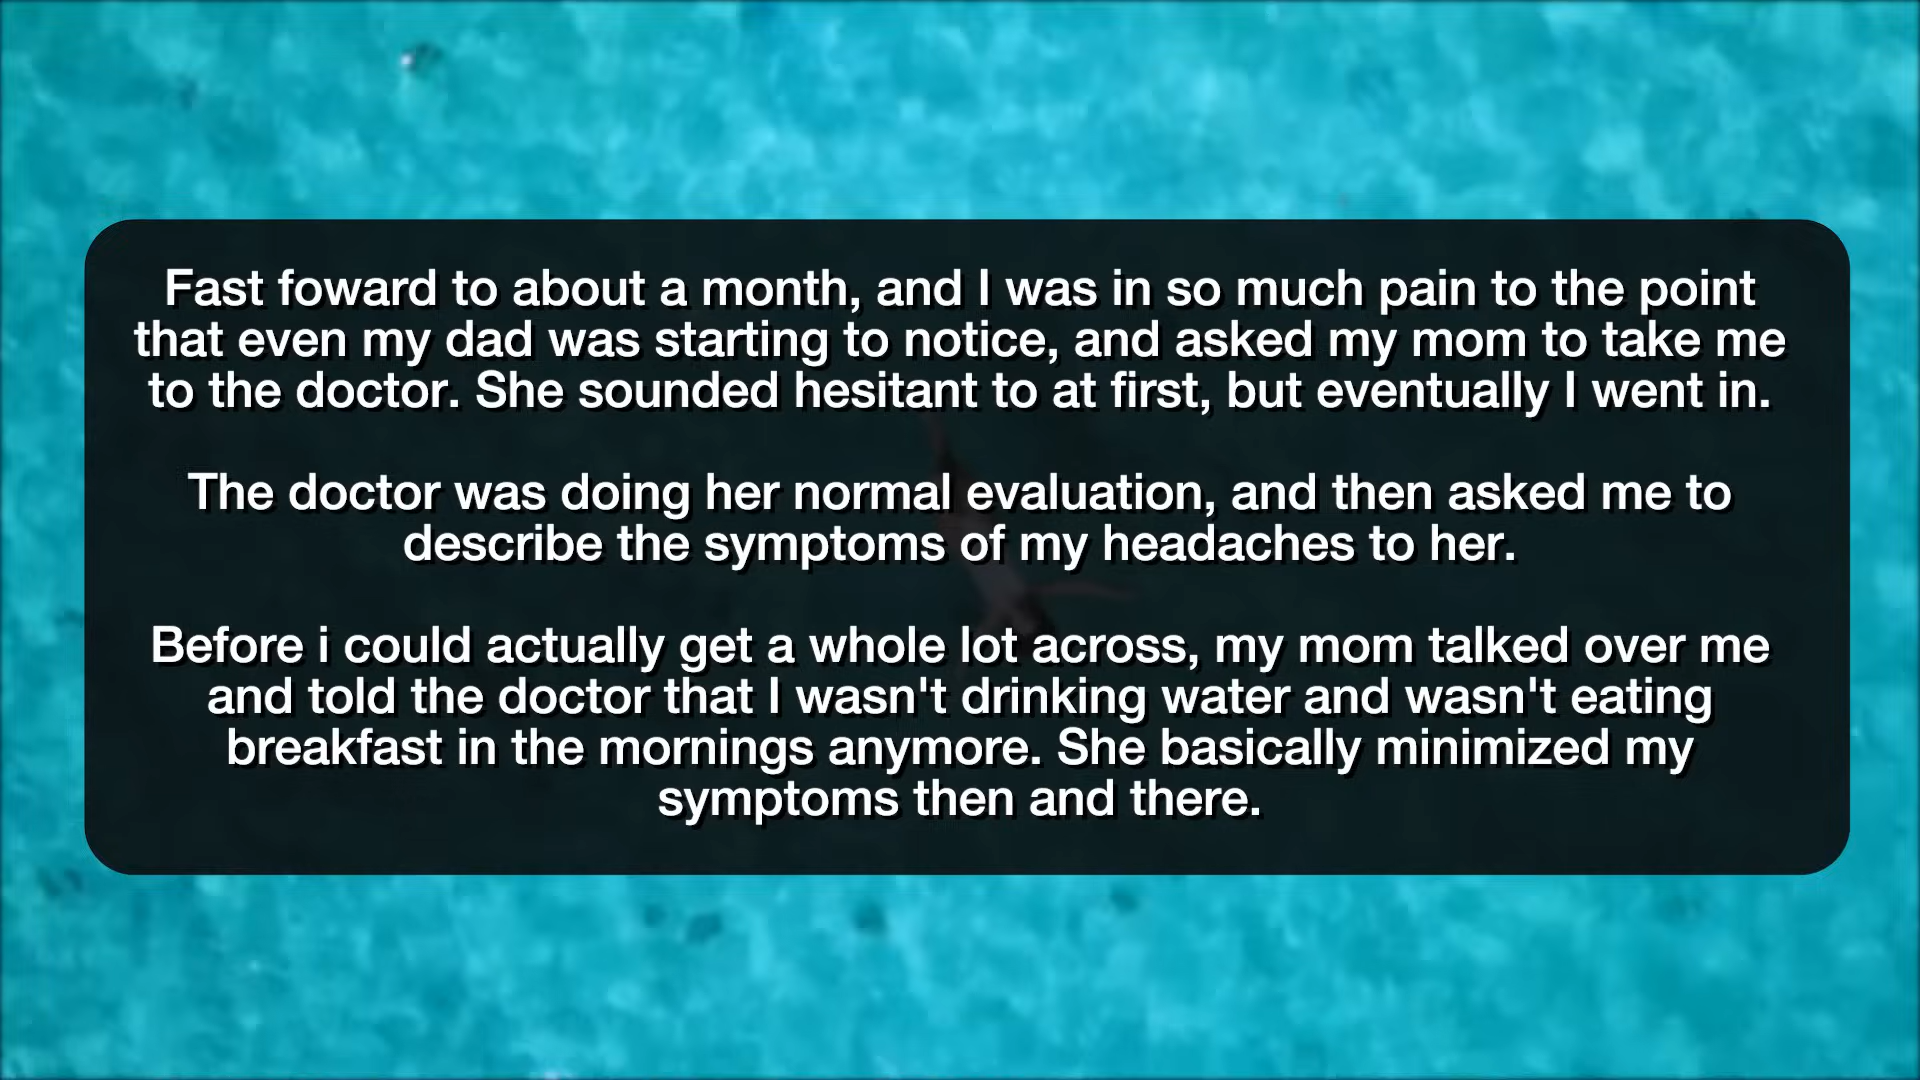 Fast foward to about a month, and I was in so much pain to the point
that even my dad was starting to notice, and asked my mom to take me
to the doctor. She sounded hesitant to at first, but eventually I went in.
The doctor was doing her normal evaluation, and then asked me to
describe the symptoms of my headaches to her.
Before i could actually get a whole lot across, my mom talked over me
and told the doctor that I wasn't drinking water and wasn't eating
breakfast in the mornings anymore. She basically minimized my
symptoms then and there.